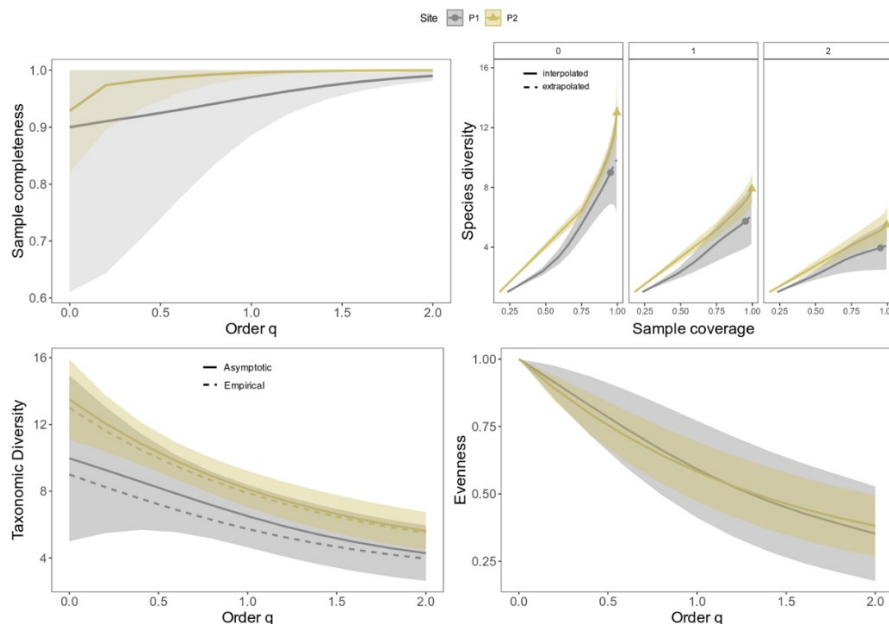 Site P1 P2
Sample completeness
1.0
0.9
0.8
0.7
0.6
0.0 0.5 1.0 1.5 2.0
Order q
0 1 2
interpolated
extrapolated
Species diversity
16
12
8
4
0.25 0.50 0.75 1.00 0.25 0.50 0.75 1.00 0.25 0.50 0.75 1.00
Sample coverage
Asymptotic
Empirical
Taxonomic Diversity
16
12
8
4
0.0 0.5 1.0 1.5 2.0
Order q
Evenness
1.00
0.75
0.50
0.25
0.0 0.5 1.0 1.5 2.0
Order q